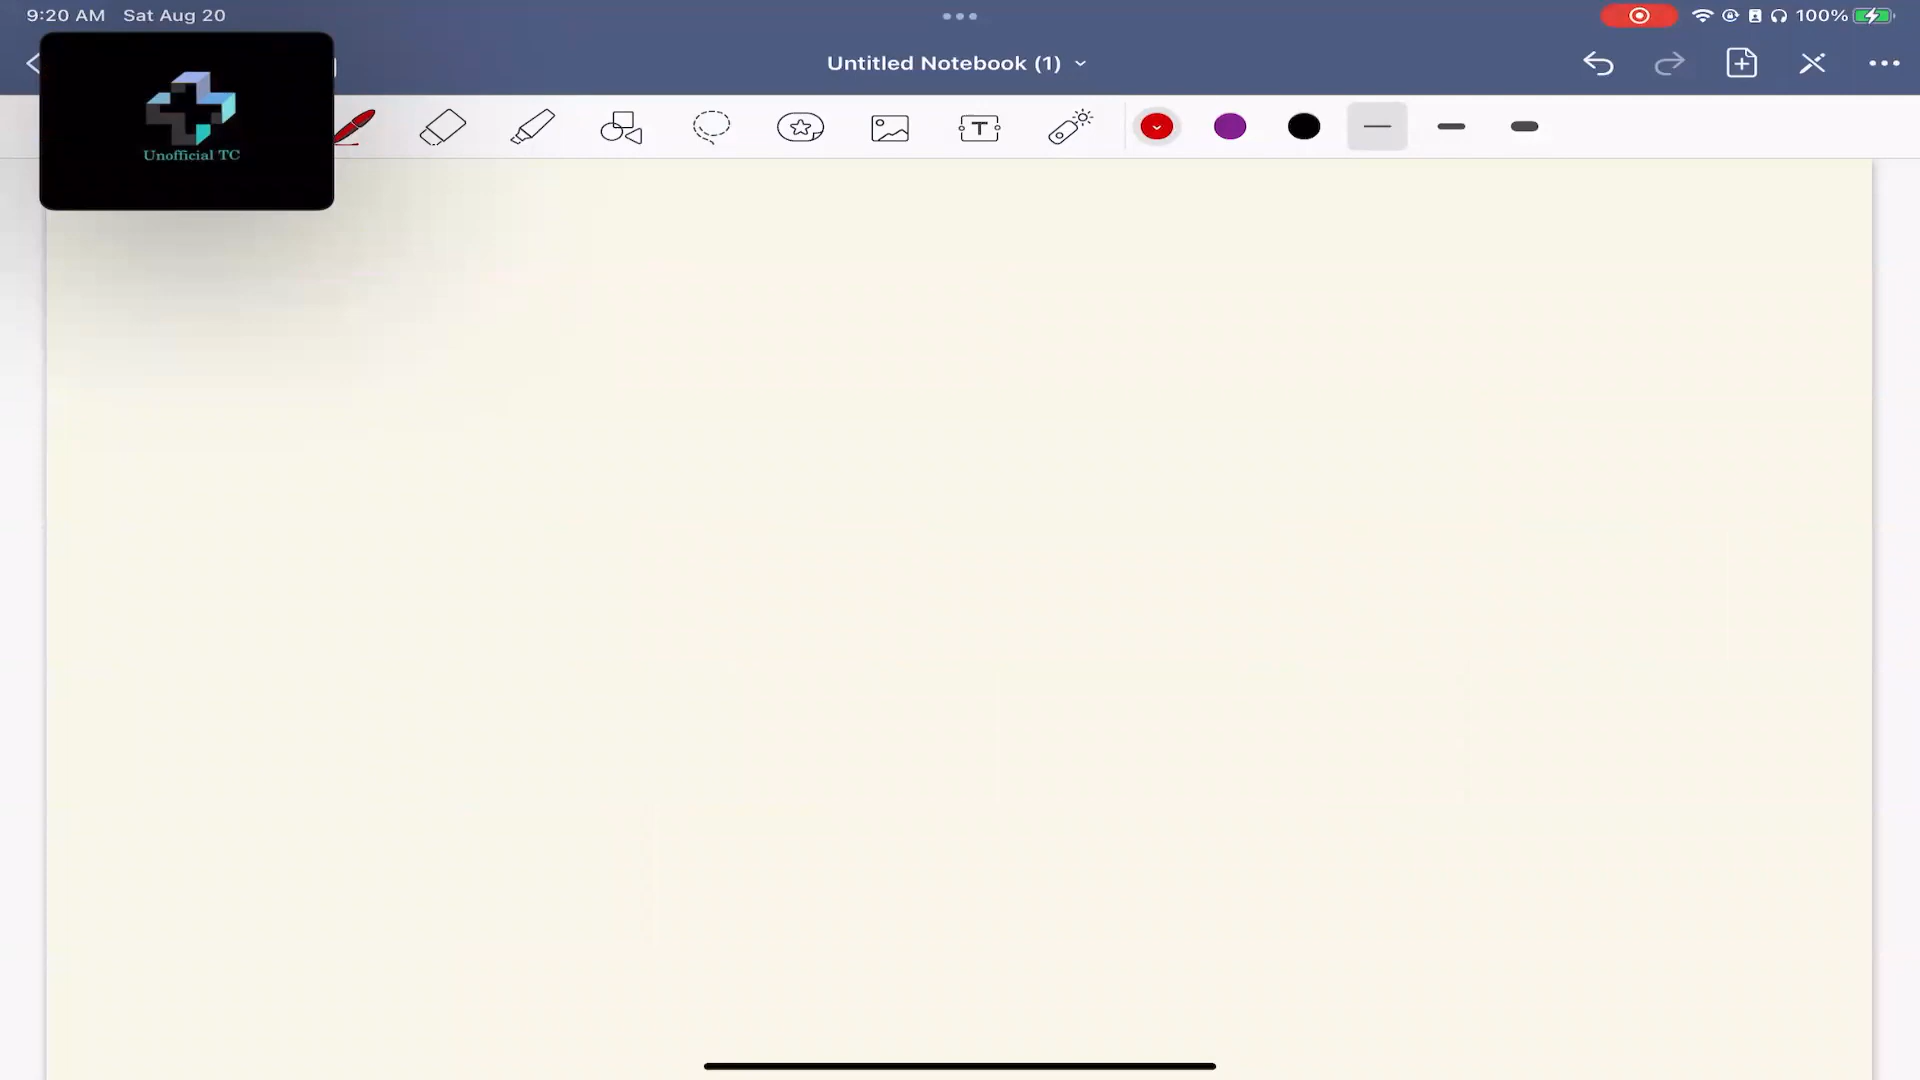 9:20 AM Sat Aug 20
100%
Untitled Notebook (1)
Unofficial TC
T